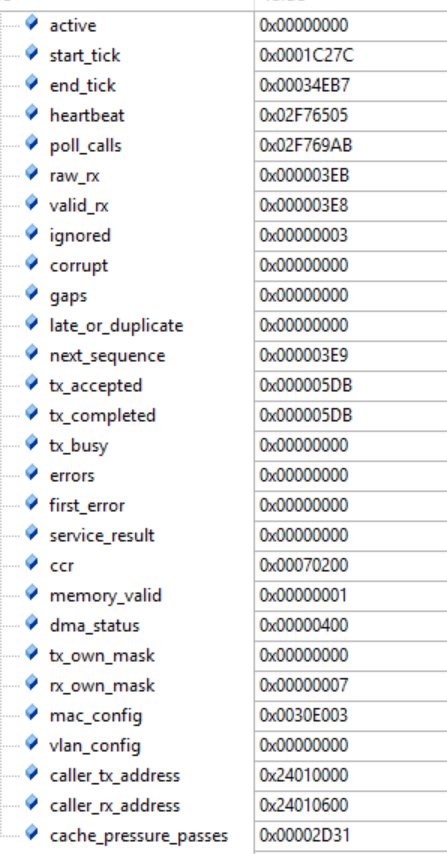 active 0x00000000
start_tick 0x0001C27C
end_tick 0x00034EB7
heartbeat 0x02F76505
poll_calls 0x02F769AB
raw_rx 0x000003EB
valid_rx 0x000003E8
ignored 0x00000003
corrupt 0x00000000
gaps 0x00000000
late_or_duplicate 0x00000000
next_sequence 0x000003E9
tx_accepted 0x000005DB
tx_completed 0x000005DB
tx_busy 0x00000000
errors 0x00000000
first_error 0x00000000
service_result 0x00000000
ccr 0x00070200
memory_valid 0x00000001
dma_status 0x00000400
tx_own_mask 0x00000000
rx_own_mask 0x00000007
mac_config 0x0030E003
vlan_config 0x00000000
caller_tx_address 0x24010000
caller_rx_address 0x24010600
cache_pressure_passes 0x00002D31